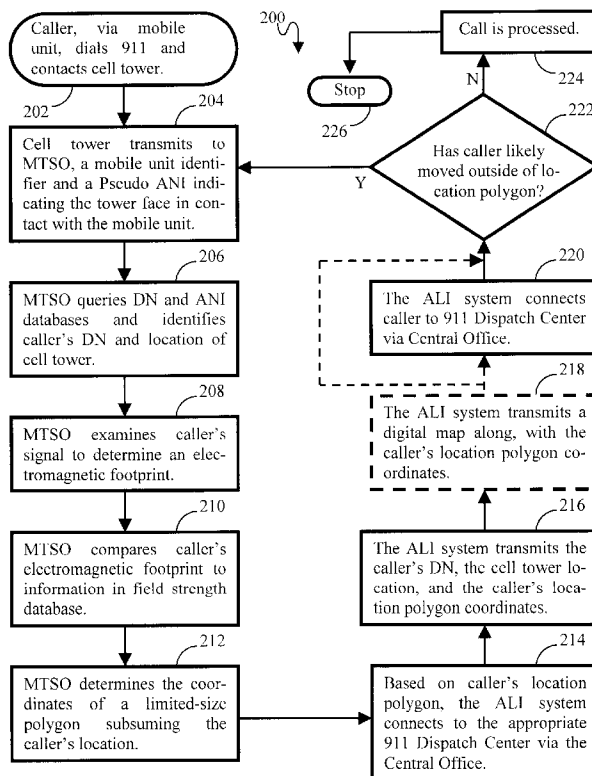 Caller, via mobile
unit, dials 911 and
contacts cell tower.
202
204
Cell tower transmits to
MTSO, a mobile unit identi-
fier and a Pseudo ANI indi-
cating the tower face in con-
tact with the mobile unit.
206
MTSO queries DN and ANI
databases and identifies
caller's DN and location of
cell tower.
208
MTSO examines caller's
signal to determine an elec-
tromagnetic footprint.
210
MTSO compares caller's
electromagnetic footprint to
information in field strength
database.
212
MTSO determines the coor-
dinates of a limited-size
polygon subsuming the
caller's location.
214
Based on caller's location
polygon, the ALI system
connects to the appropriate
911 Dispatch Center via the
Central Office.
216
The ALI system transmits the
caller's DN, the cell tower lo-
cation, and the caller's loca-
tion polygon coordinates.
218
The ALI system transmits a
digital map along, with the
caller's location polygon co-
ordinates.
220
The ALI system connects
caller to 911 Dispatch Center
via Central Office.
222
Has caller likely
moved outside of lo-
cation polygon?
Y
N
Call is processed.
224
Stop
226
200